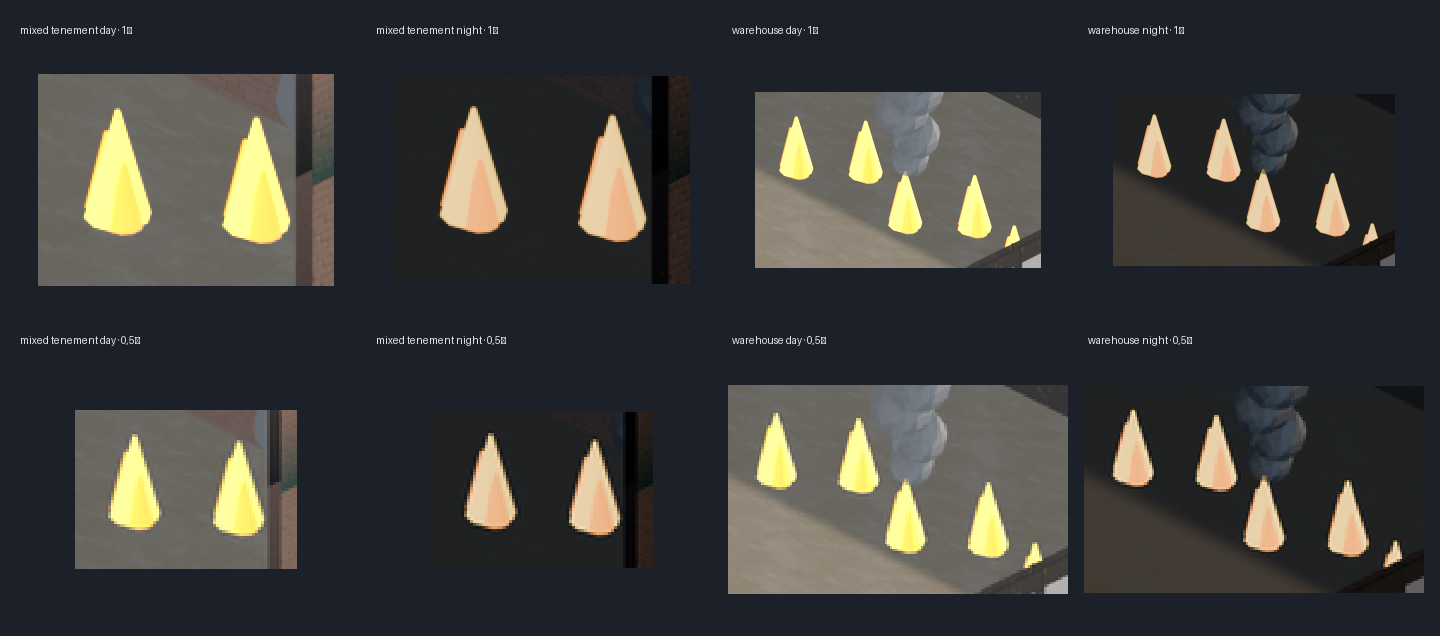 mixed tenement day · 1▯
mixed tenement night · 1▯
warehouse day · 1▯
warehouse night · 1▯
mixed tenement day · 0,5▯
mixed tenement night · 0,5▯
warehouse day · 0,5▯
warehouse night · 0,5▯